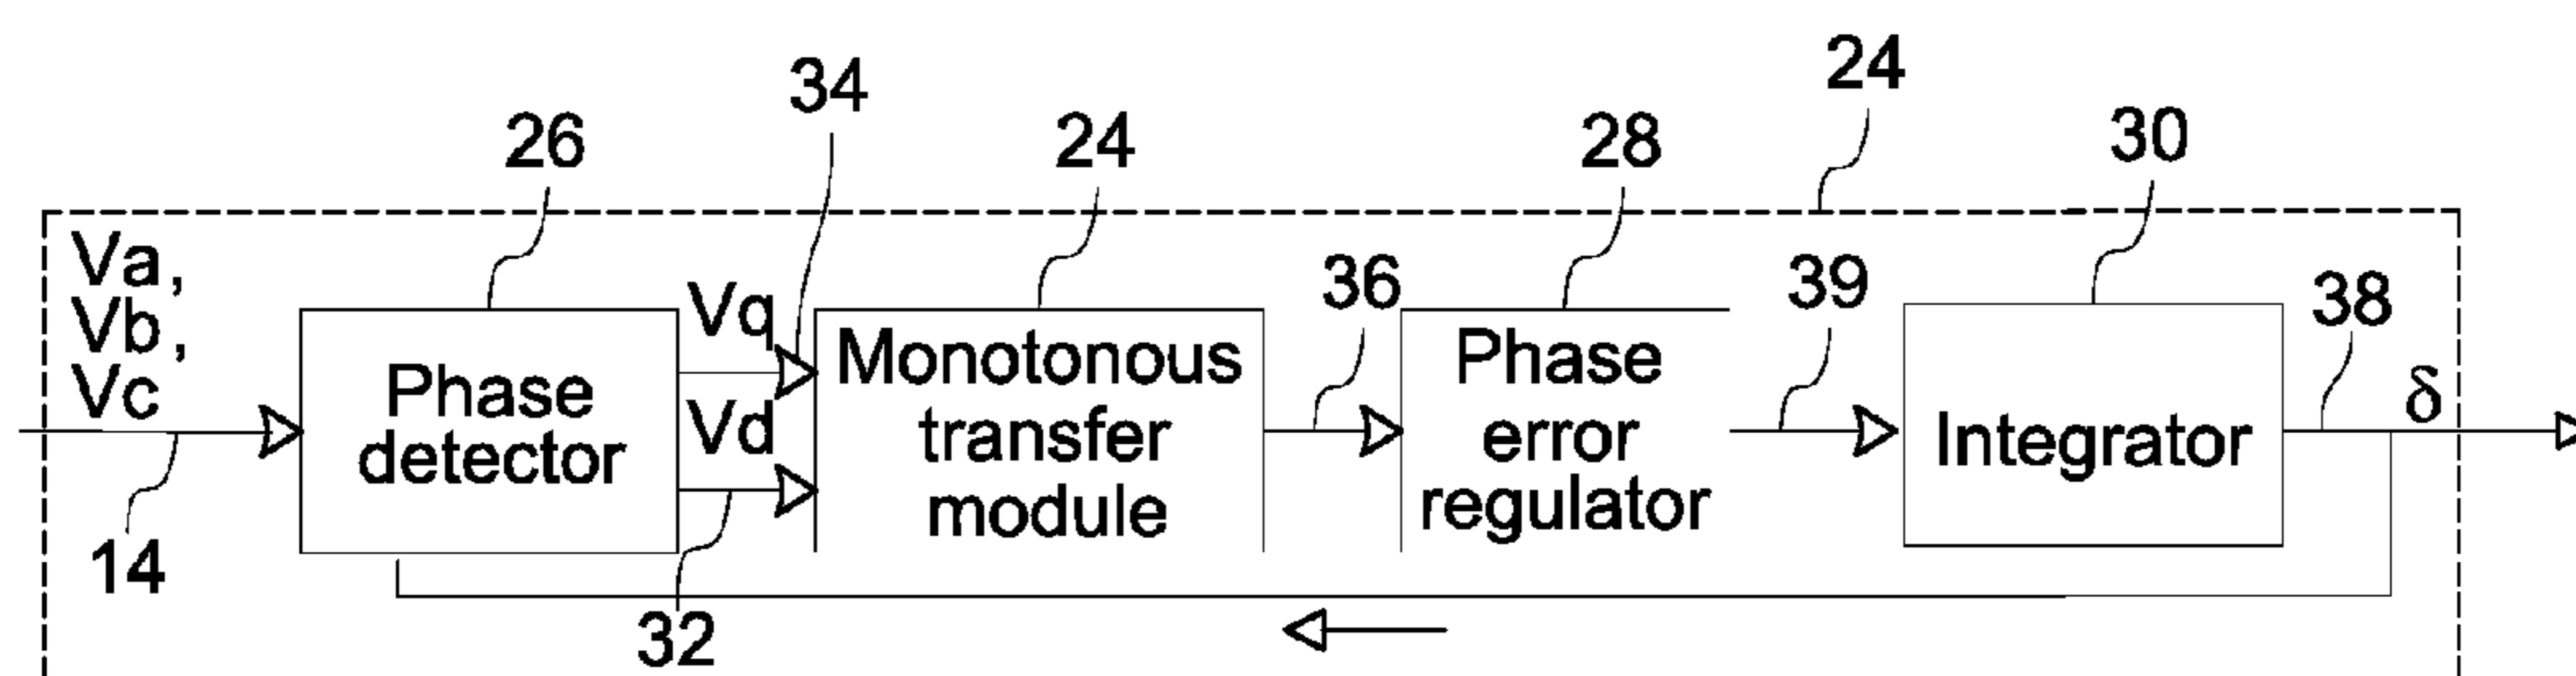 24
34
26
24
28
30
Va,
Vb,
Vc
Vq
Vd
36
39
38
δ
Phase
detector
Monotonous
transfer
module
Phase
error
regulator
Integrator
14
32